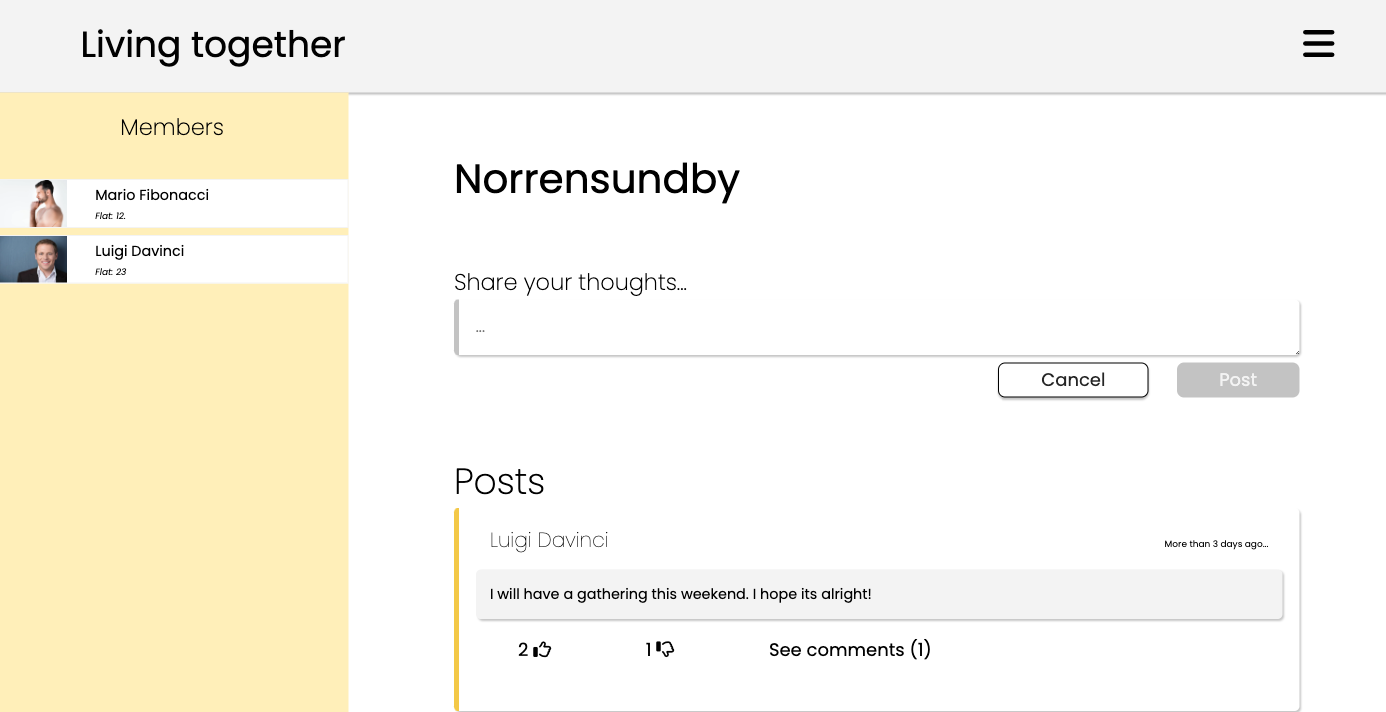 Living together
Members
Mario Fibonacci
Flat: 12.
Luigi Davinci
Flat: 23
Norrensundby
Share your thoughts...
...
Cancel
Post
Posts
Luigi Davinci
More than 3 days ago...
I will have a gathering this weekend. I hope its alright!
2
1
See comments (1)